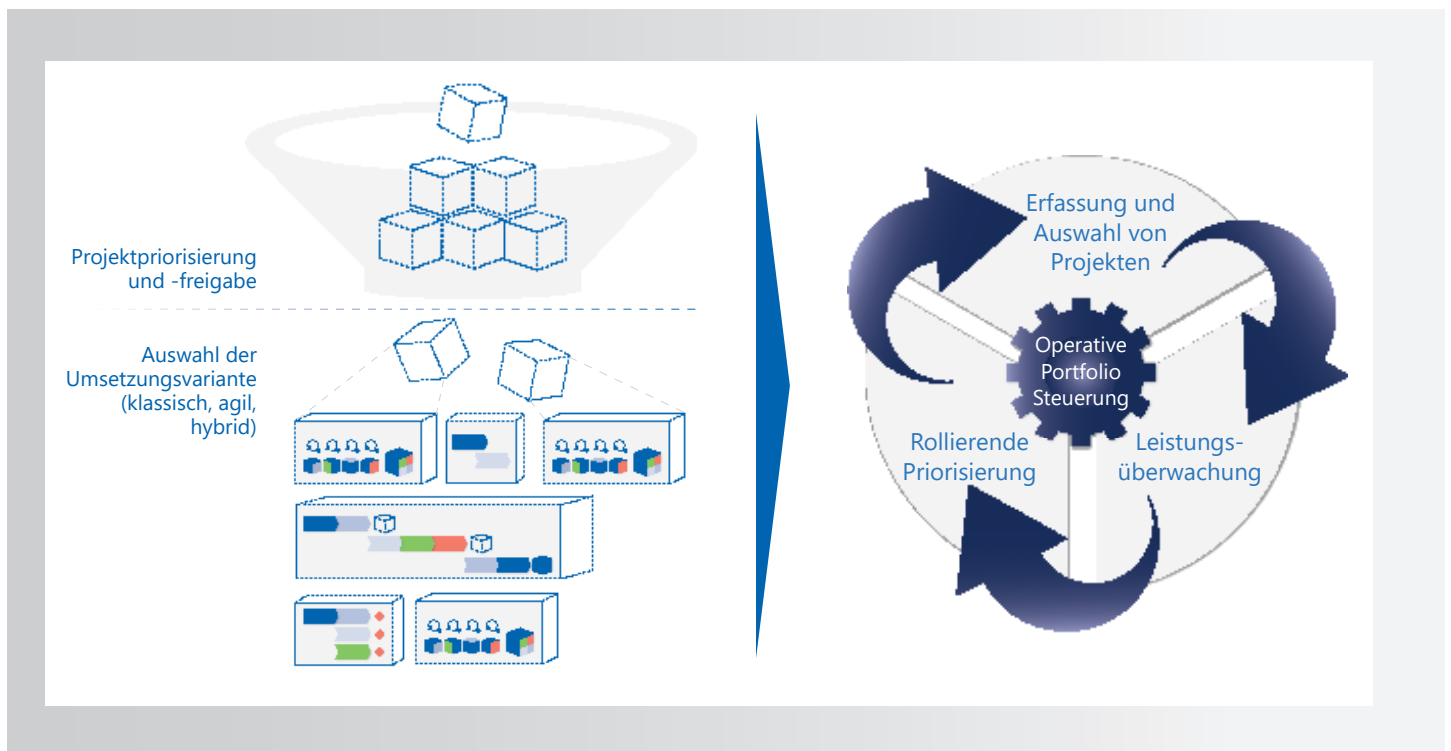 Projektpriorisierung
und -freigabe
Auswahl der
Umsetzungsvariante
(klassisch, agil,
hybrid)
Erfassung und
Auswahl von
Projekten
Operative
Portfolio
Steuerung
Rollierende
Priorisierung
Leistungs-
überwachung